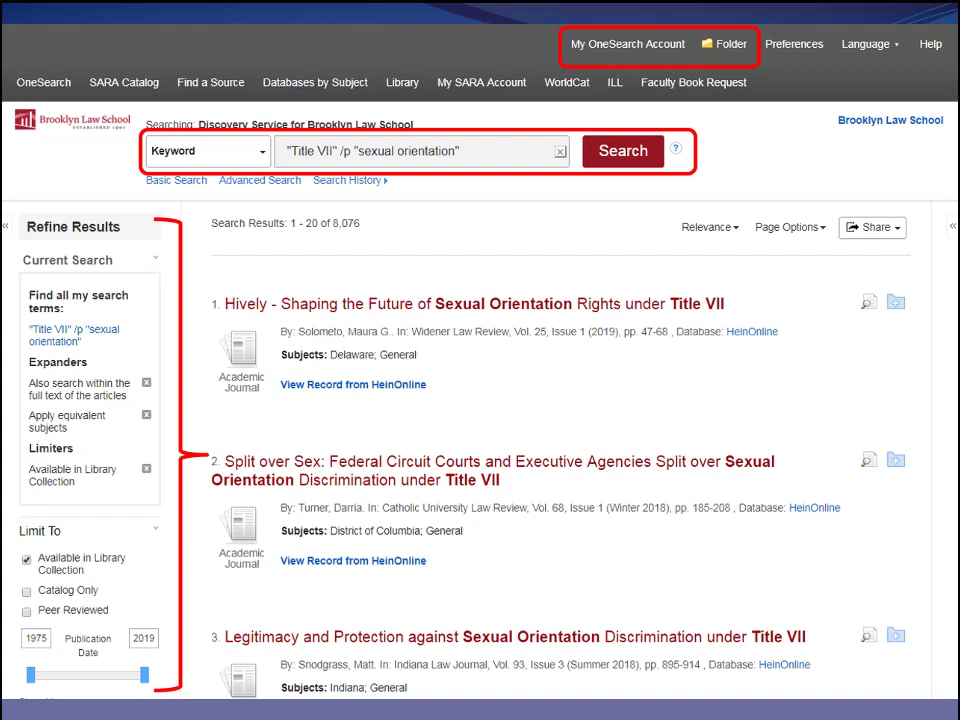 My OneSearch Account Folder Preferences Language Help
OneSearch SARA Catalog Find a Source Databases by Subject Library My SARA Account WorldCat ILL Faculty Book Request
Brooklyn Law School
ESTABLISHED 1901
Searching: Discovery Service for Brooklyn Law School
Brooklyn Law School
Keyword "Title VII" /p "sexual orientation" x Search ?
Basic Search Advanced Search Search History
« Refine Results
Current Search
Find all my search
terms:
"Title VII" /p "sexual
orientation"
Expanders
Also search within the
full text of the articles
Apply equivalent
subjects
Limiters
Available in Library
Collection
Limit To
Available in Library
Collection
Catalog Only
Peer Reviewed
1975 Publication 2019
Date
Search Results: 1 - 20 of 8,076
Relevance Page Options Share «
1. Hively - Shaping the Future of Sexual Orientation Rights under Title VII
By: Solometo, Maura G.. In: Widener Law Review, Vol. 25, Issue 1 (2019), pp. 47-68 , Database: HeinOnline
Subjects: Delaware; General
Academic
Journal
View Record from HeinOnline
2. Split over Sex: Federal Circuit Courts and Executive Agencies Split over Sexual
Orientation Discrimination under Title VII
By: Turner, Darria. In: Catholic University Law Review, Vol. 68, Issue 1 (Winter 2018), pp. 185-208 , Database: HeinOnline
Subjects: District of Columbia; General
Academic
Journal
View Record from HeinOnline
3. Legitimacy and Protection against Sexual Orientation Discrimination under Title VII
By: Snodgrass, Matt. In: Indiana Law Journal, Vol. 93, Issue 3 (Summer 2018), pp. 895-914 , Database: HeinOnline
Subjects: Indiana; General